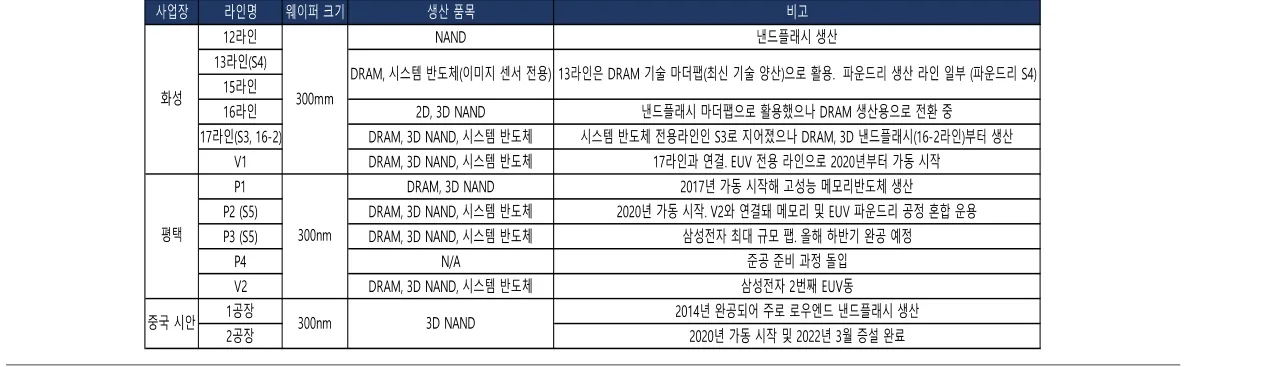 사업장 라인명 웨이퍼 크기 생산 품목 비고
화성 12라인 300mm NAND 낸드플래시 생산
13라인(S4) DRAM, 시스템 반도체(이미지 센서 전용) 13라인은 DRAM 기술 마더팹(최신 기술 양산)으로 활용. 파운드리 생산 라인 일부 (파운드리 S4)
15라인
16라인 2D, 3D NAND 낸드플래시 마더팹으로 활용했으나 DRAM 생산용으로 전환 중
17라인(S3, 16-2) DRAM, 3D NAND, 시스템 반도체 시스템 반도체 전용라인인 S3로 지어졌으나 DRAM, 3D 낸드플래시(16-2라인)부터 생산
V1 DRAM, 3D NAND, 시스템 반도체 17라인과 연결. EUV 전용 라인으로 2020년부터 가동 시작
평택 P1 300nm DRAM, 3D NAND 2017년 가동 시작해 고성능 메모리반도체 생산
P2 (S5) DRAM, 3D NAND, 시스템 반도체 2020년 가동 시작. V2와 연결돼 메모리 및 EUV 파운드리 공정 혼합 운용
P3 (S5) DRAM, 3D NAND, 시스템 반도체 삼성전자 최대 규모 팹. 올해 하반기 완공 예정
P4 N/A 준공 준비 과정 돌입
V2 DRAM, 3D NAND, 시스템 반도체 삼성전자 2번째 EUV동
중국 시안 1공장 300nm 3D NAND 2014년 완공되어 주로 로우엔드 낸드플래시 생산
2공장 2020년 가동 시작 및 2022년 3월 증설 완료